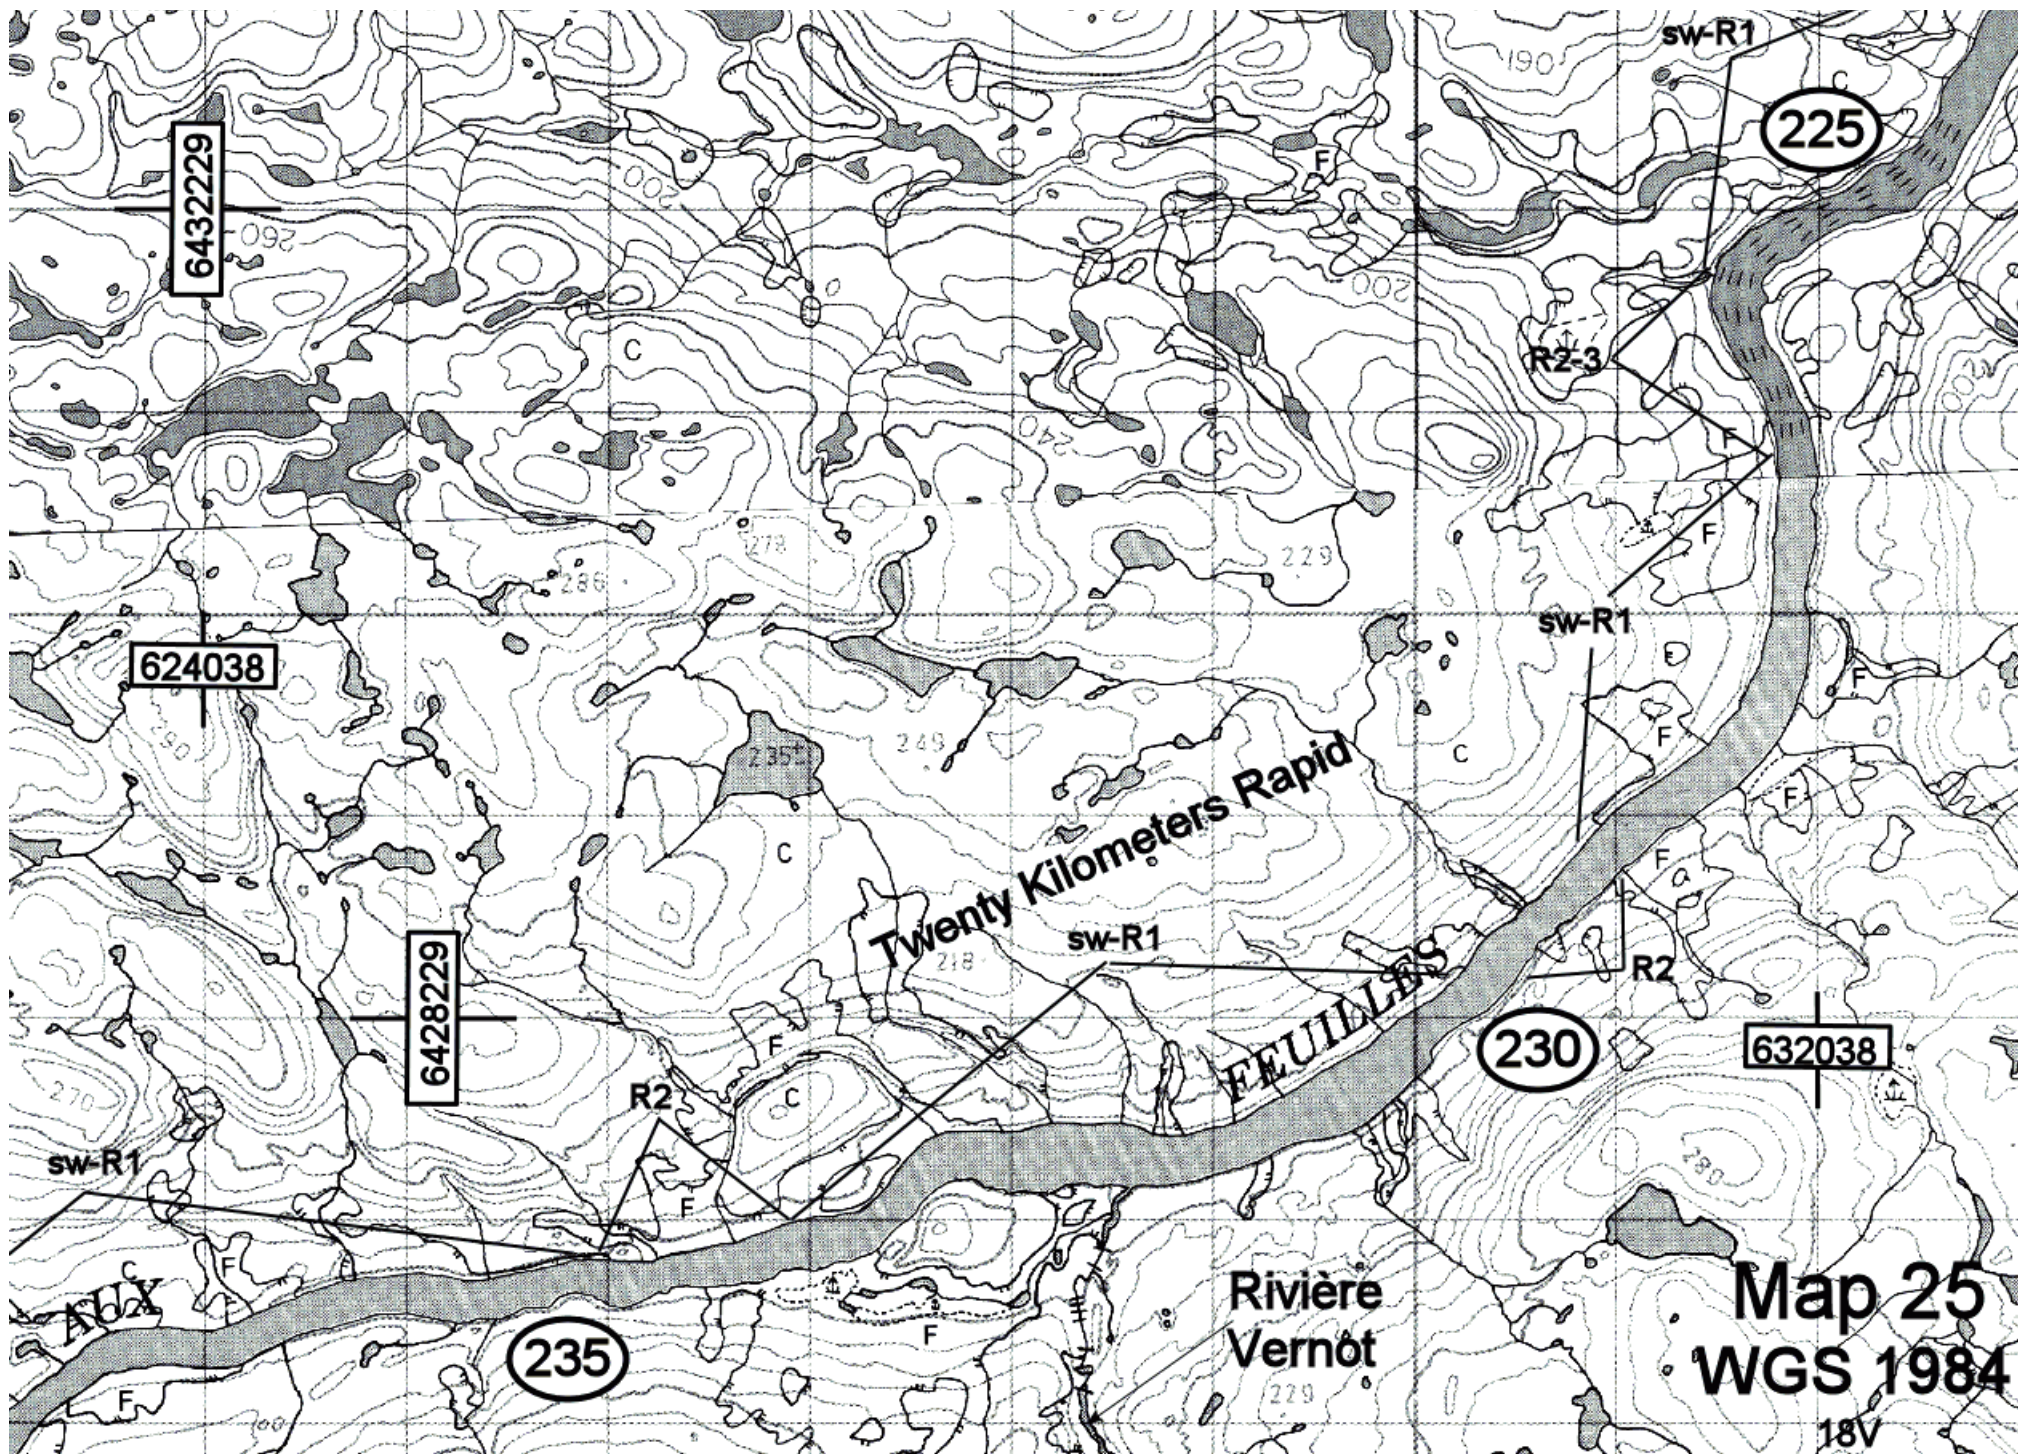 sw-R1
190
C
225
F
6432229
200
260
200
C
R2-3
240
F
278
286
229
F
sw-R1
624038
F
F
290
235±
249
C
F
F
C
Twenty Kilometers Rapid
F
sw-R1
218
R2
FEUILLES
6428229
230
632038
F
270
C
R2
sw-R1
280
F
F
C
AUX
Rivière
Vernot
Map 25
F
235
WGS 1984
229
F
18V